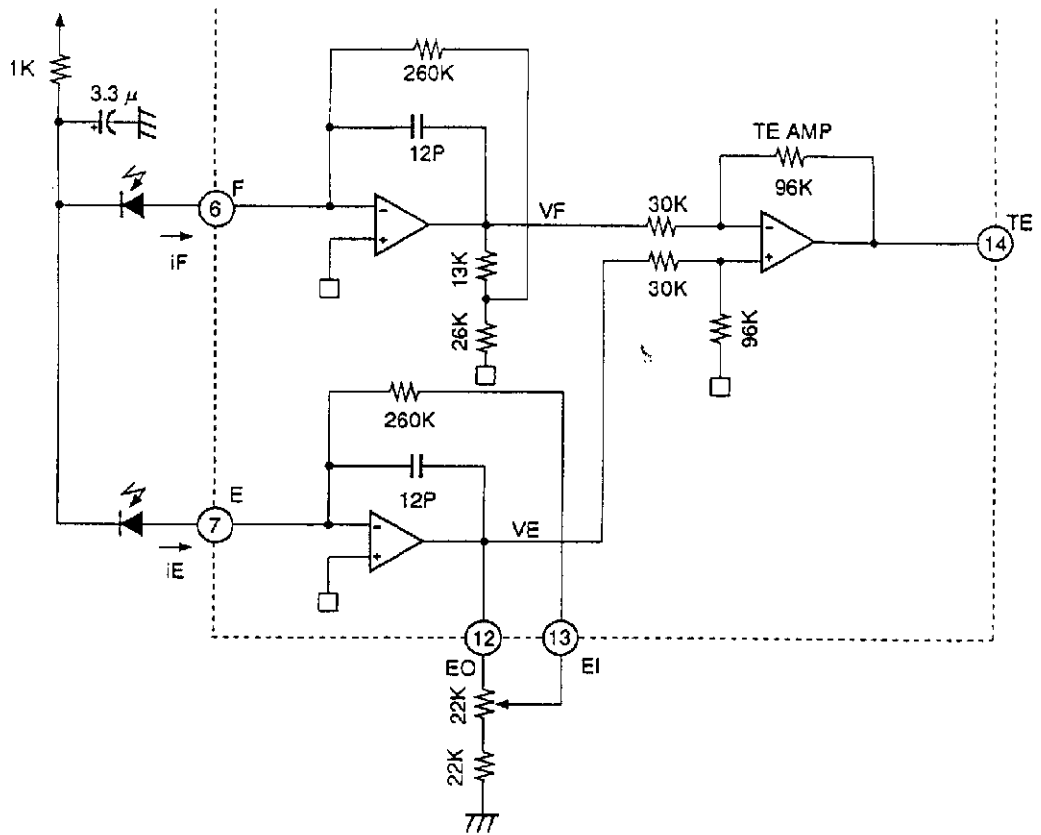 1K
3.3 μ
260K
12P
F
6
iF
VF
13K
26K
30K
30K
TE AMP
96K
96K
TE
14
260K
12P
E
7
iE
VE
12
13
EO
EI
22K
22K